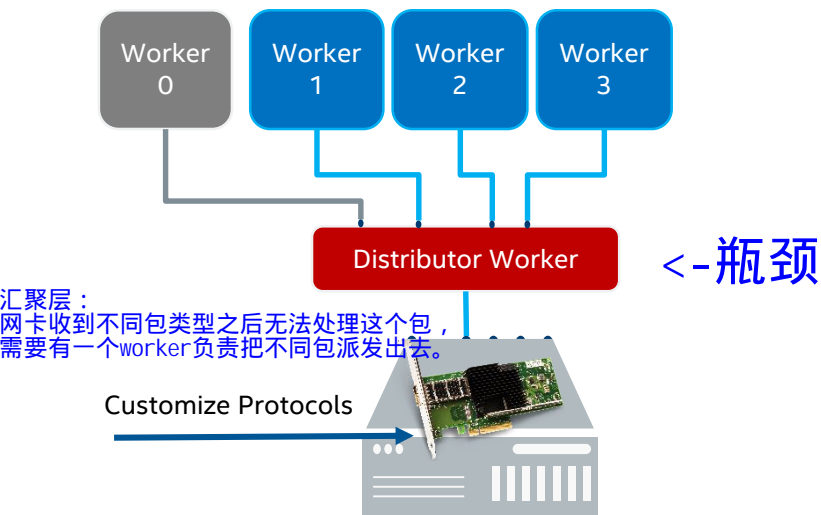 Worker
0
Worker
1
Worker
2
Worker
3
Distributor Worker
<-瓶颈
汇聚层：
网卡收到不同包类型之后无法处理这个包，
需要有一个worker负责把不同包派发出去。
Customize Protocols